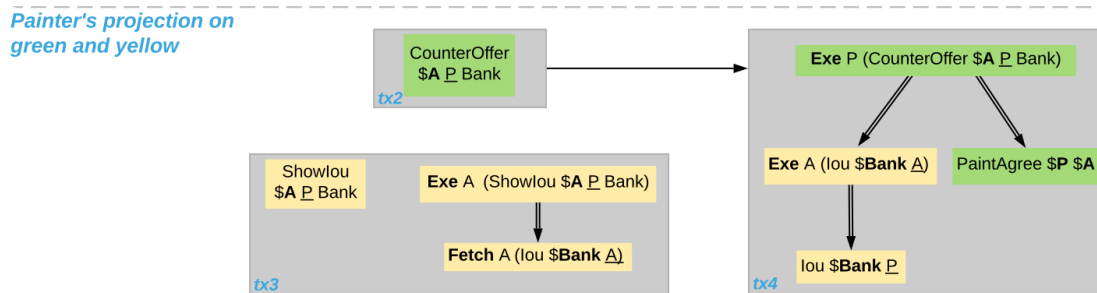 Painter's projection on
green and yellow
CounterOffer
$A P Bank
tx2
Exe P (CounterOffer $A P Bank)
Exe A (Iou $Bank A)
PaintAgree $P $A
Iou $Bank P
tx4
ShowIou
$A P Bank
Exe A (ShowIou $A P Bank)
Fetch A (Iou $Bank A)
tx3